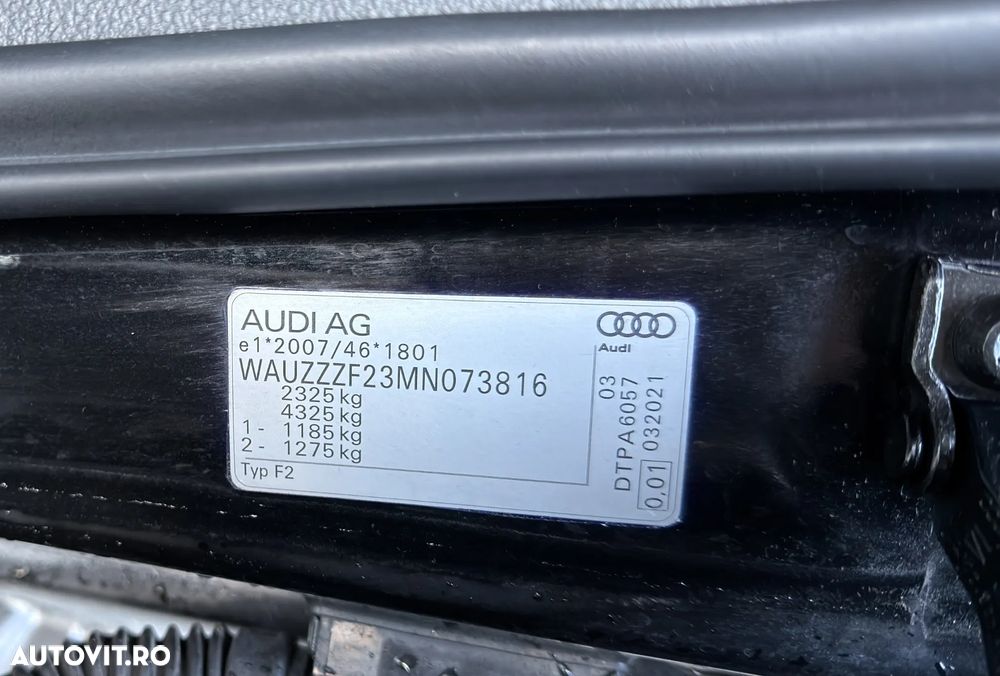 AUDI AG
e1*2007/46*1801
WAUZZZF23MN073816
2325 kg
4325 kg
1 - 1185 kg
2 - 1275 kg
Typ F2
Audi
03
DTPA6057
0,01 032021
AUTOVIT.RO